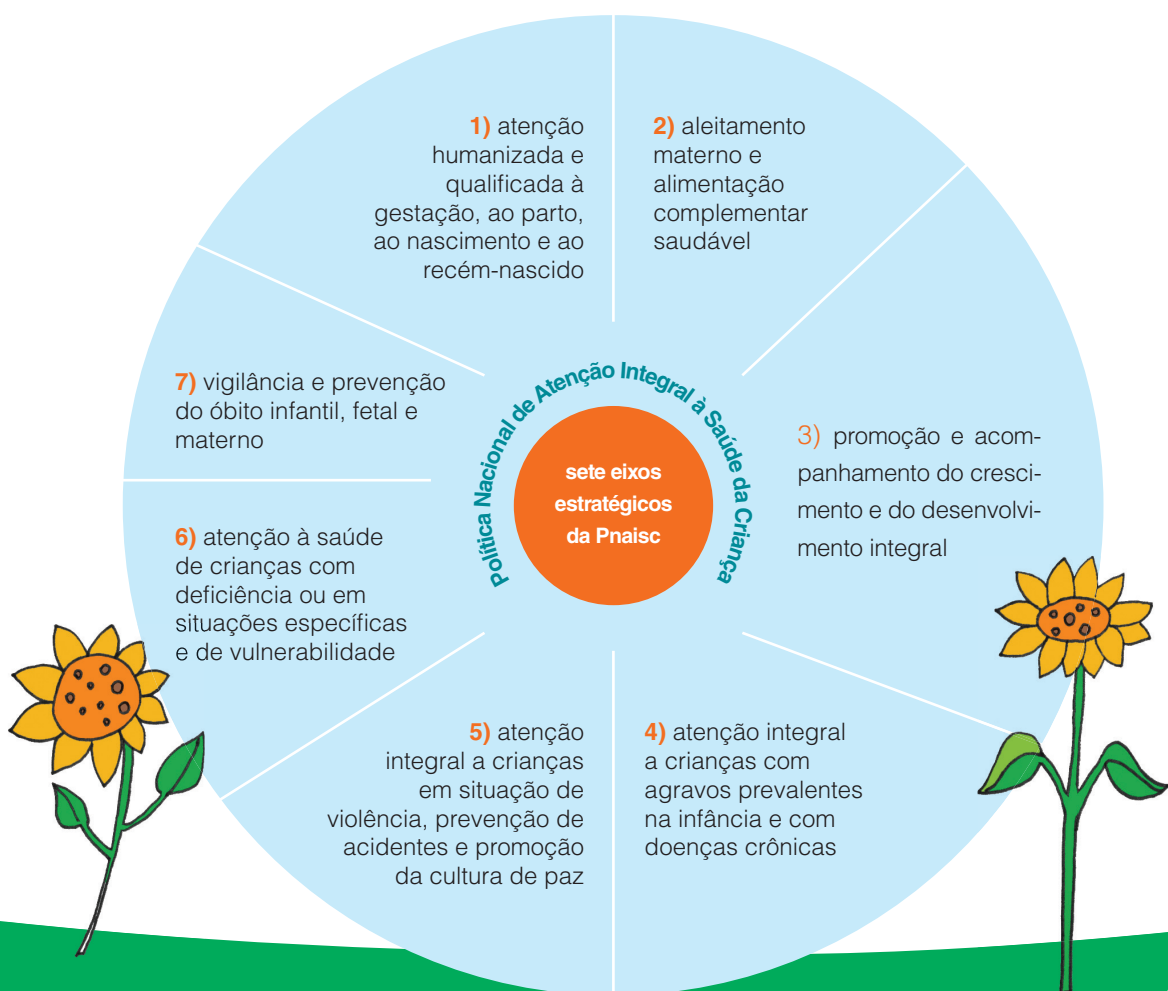 1) atenção
humanizada e
qualificada à
gestação, ao parto,
ao nascimento e ao
recém-nascido
2) aleitamento
materno e
alimentação
complementar
saudável
3) promoção e acom-
panhamento do cresci-
mento e do desenvolvi-
mento integral
4) atenção integral
a crianças com
agravos prevalentes
na infância e com
doenças crônicas
5) atenção
integral a crianças
em situação de
violência, prevenção de
acidentes e promoção
da cultura de paz
6) atenção à saúde
de crianças com
deficiência ou em
situações específicas
e de vulnerabilidade
7) vigilância e prevenção
do óbito infantil, fetal e
materno
Política Nacional de Atenção Integral à Saúde da Criança
sete eixos
estratégicos
da Pnaisc